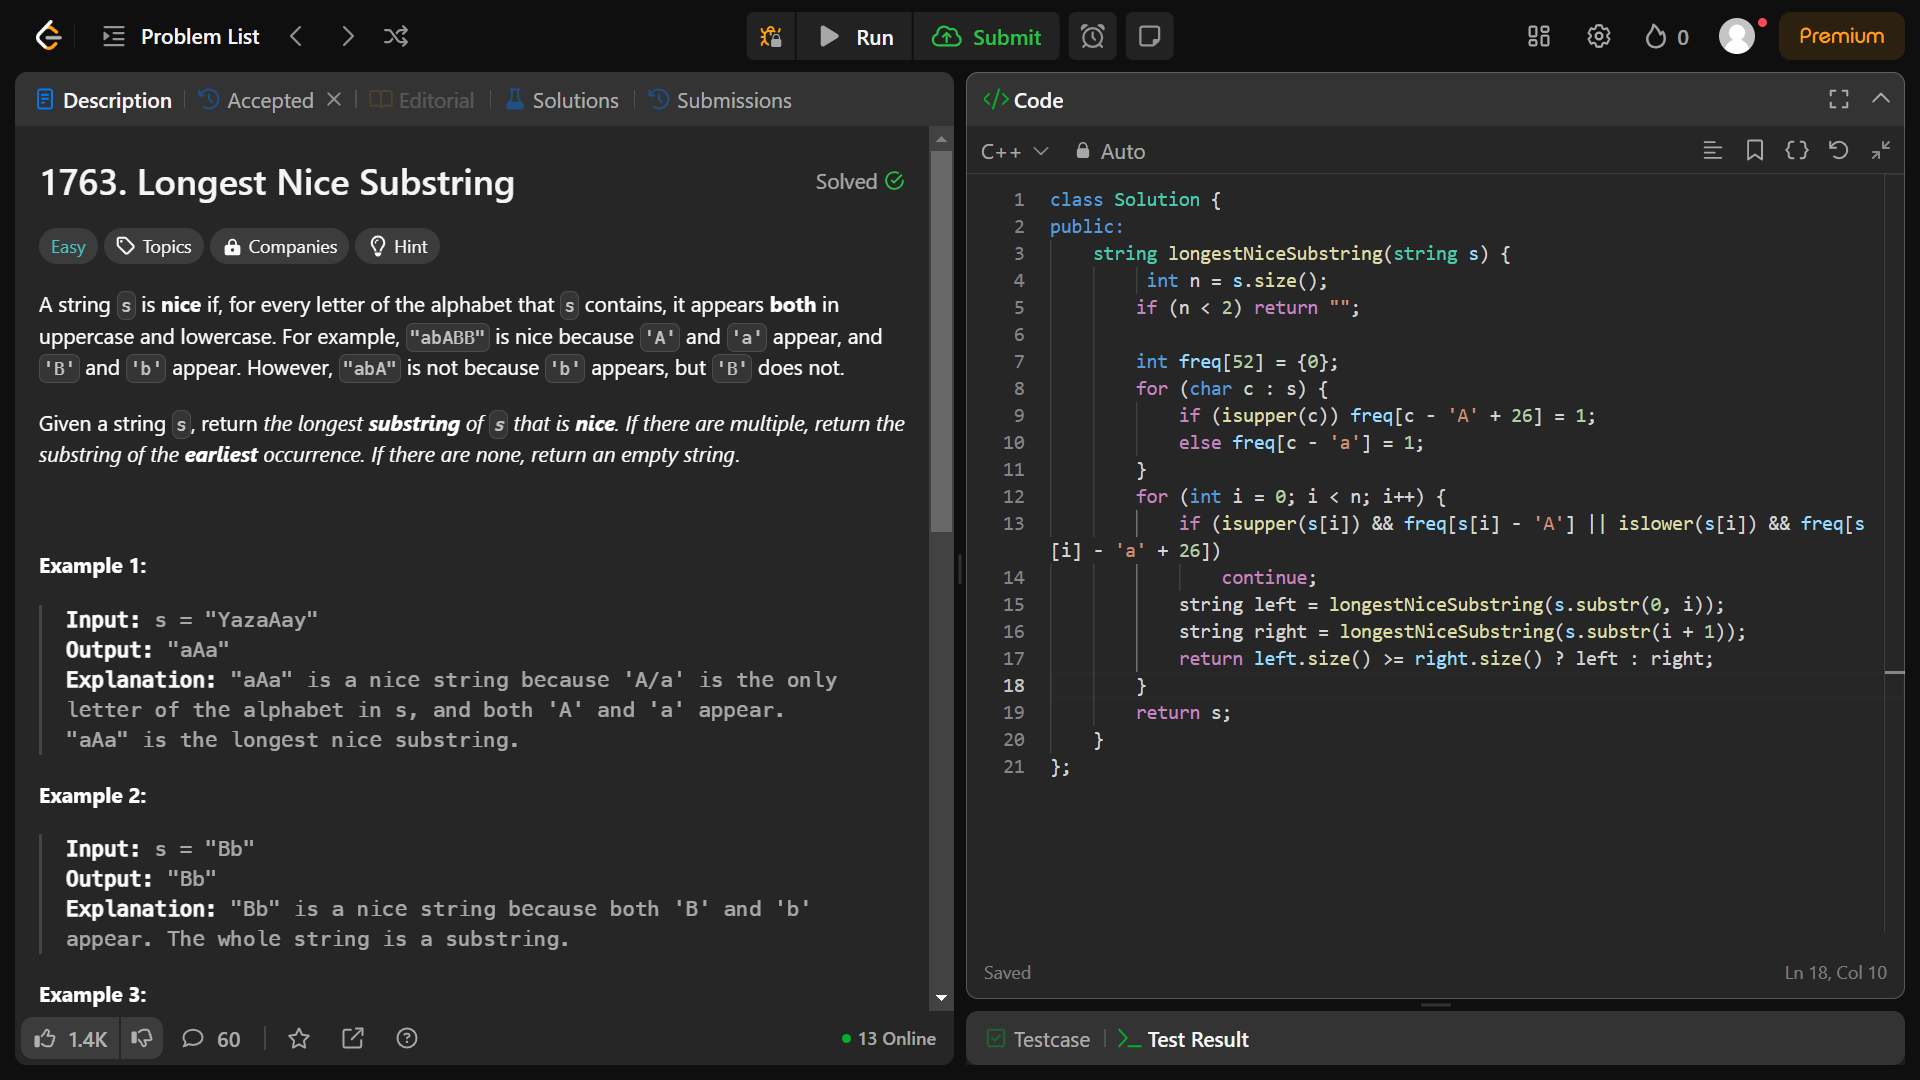 Problem List
Run
Submit
0
Premium
Description
Accepted
Editorial
Solutions
Submissions
1763. Longest Nice Substring
Solved
Easy
Topics
Companies
Hint
A string s is nice if, for every letter of the alphabet that s contains, it appears both in
uppercase and lowercase. For example, "abABB" is nice because 'A' and 'a' appear, and
'B' and 'b' appear. However, "abA" is not because 'b' appears, but 'B' does not.
Given a string s, return the longest substring of s that is nice. If there are multiple, return the
substring of the earliest occurrence. If there are none, return an empty string.
Example 1:
Input: s = "YazaAay"
Output: "aAa"
Explanation: "aAa" is a nice string because 'A/a' is the only
letter of the alphabet in s, and both 'A' and 'a' appear.
"aAa" is the longest nice substring.
Example 2:
Input: s = "Bb"
Output: "Bb"
Explanation: "Bb" is a nice string because both 'B' and 'b'
appear. The whole string is a substring.
Example 3:
1.4K
60
13 Online
</> Code
C++
Auto
1 class Solution {
2 public:
3 string longestNiceSubstring(string s) {
4 int n = s.size();
5 if (n < 2) return "";
6
7 int freq[52] = {0};
8 for (char c : s) {
9 if (isupper(c)) freq[c - 'A' + 26] = 1;
10 else freq[c - 'a'] = 1;
11 }
12 for (int i = 0; i < n; i++) {
13 if (isupper(s[i]) && freq[s[i] - 'A'] || islower(s[i]) && freq[s
[i] - 'a' + 26])
14 continue;
15 string left = longestNiceSubstring(s.substr(0, i));
16 string right = longestNiceSubstring(s.substr(i + 1));
17 return left.size() >= right.size() ? left : right;
18 }
19 return s;
20 }
21 };
Saved
Ln 18, Col 10
Testcase
Test Result